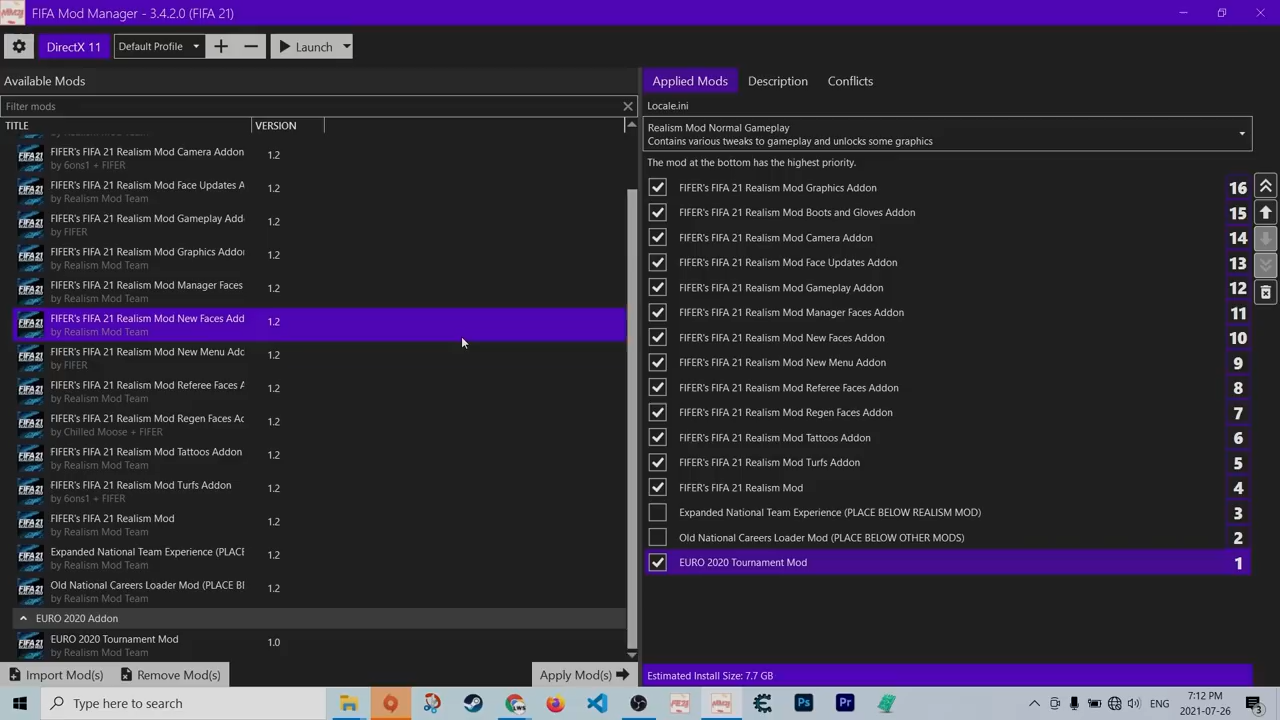 FIFA Mod Manager - 3.4.2.0 (FIFA 21)
DirectX 11
Default Profile
Launch
Available Mods
Filter mods
TITLE VERSION
by Realism Mod Team
FIFER's FIFA 21 Realism Mod Camera Addon 1.2
by 6ons1 + FIFER
FIFER's FIFA 21 Realism Mod Face Updates A 1.2
by Realism Mod Team
FIFER's FIFA 21 Realism Mod Gameplay Add 1.2
by FIFER
FIFER's FIFA 21 Realism Mod Graphics Addon 1.2
by Realism Mod Team
FIFER's FIFA 21 Realism Mod Manager Faces 1.2
by Realism Mod Team
FIFER's FIFA 21 Realism Mod New Faces Add 1.2
by Realism Mod Team
FIFER's FIFA 21 Realism Mod New Menu Adc 1.2
by FIFER
FIFER's FIFA 21 Realism Mod Referee Faces A 1.2
by Realism Mod Team
FIFER's FIFA 21 Realism Mod Regen Faces Ac 1.2
by Chilled Moose + FIFER
FIFER's FIFA 21 Realism Mod Tattoos Addon 1.2
by Realism Mod Team
FIFER's FIFA 21 Realism Mod Turfs Addon 1.2
by 6ons1 + FIFER
FIFER's FIFA 21 Realism Mod 1.2
by Realism Mod Team
Expanded National Team Experience (PLACE 1.2
by Realism Mod Team
Old National Careers Loader Mod (PLACE BE 1.2
by Realism Mod Team
EURO 2020 Addon
EURO 2020 Tournament Mod 1.0
by Realism Mod Team
Import Mod(s) Remove Mod(s) Apply Mod(s)
Applied Mods Description Conflicts
Locale.ini
Realism Mod Normal Gameplay
Contains various tweaks to gameplay and unlocks some graphics
The mod at the bottom has the highest priority.
FIFER's FIFA 21 Realism Mod Graphics Addon 16
FIFER's FIFA 21 Realism Mod Boots and Gloves Addon 15
FIFER's FIFA 21 Realism Mod Camera Addon 14
FIFER's FIFA 21 Realism Mod Face Updates Addon 13
FIFER's FIFA 21 Realism Mod Gameplay Addon 12
FIFER's FIFA 21 Realism Mod Manager Faces Addon 11
FIFER's FIFA 21 Realism Mod New Faces Addon 10
FIFER's FIFA 21 Realism Mod New Menu Addon 9
FIFER's FIFA 21 Realism Mod Referee Faces Addon 8
FIFER's FIFA 21 Realism Mod Regen Faces Addon 7
FIFER's FIFA 21 Realism Mod Tattoos Addon 6
FIFER's FIFA 21 Realism Mod Turfs Addon 5
FIFER's FIFA 21 Realism Mod 4
Expanded National Team Experience (PLACE BELOW REALISM MOD) 3
Old National Careers Loader Mod (PLACE BELOW OTHER MODS) 2
EURO 2020 Tournament Mod 1
Estimated Install Size: 7.7 GB
Type here to search
Ps
Pr
ENG
7:12 PM
2021-07-26
3